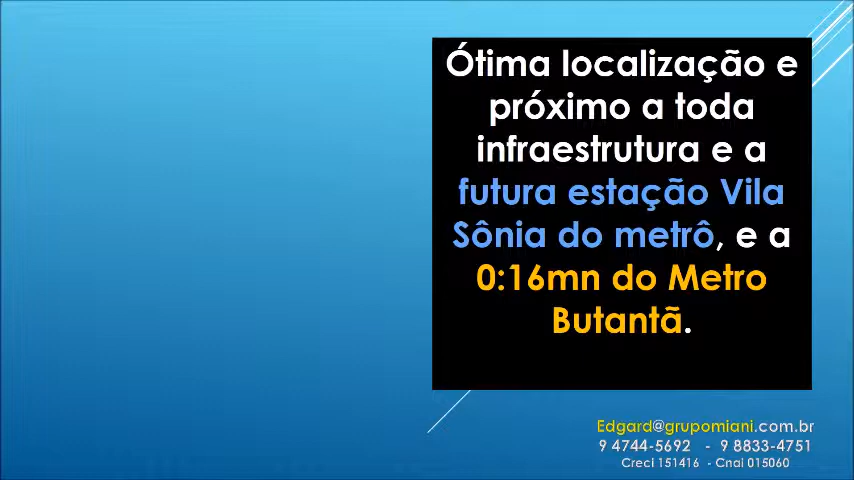 Ótima localização e
próximo a toda
infraestrutura e a
futura estação Vila
Sônia do metrô, e a
0:16mn do Metro
Butantã.
Edgard@grupomiani.com.br
9 4744-5692 - 9 8833-4751
Creci 151416 - Cnai 015060